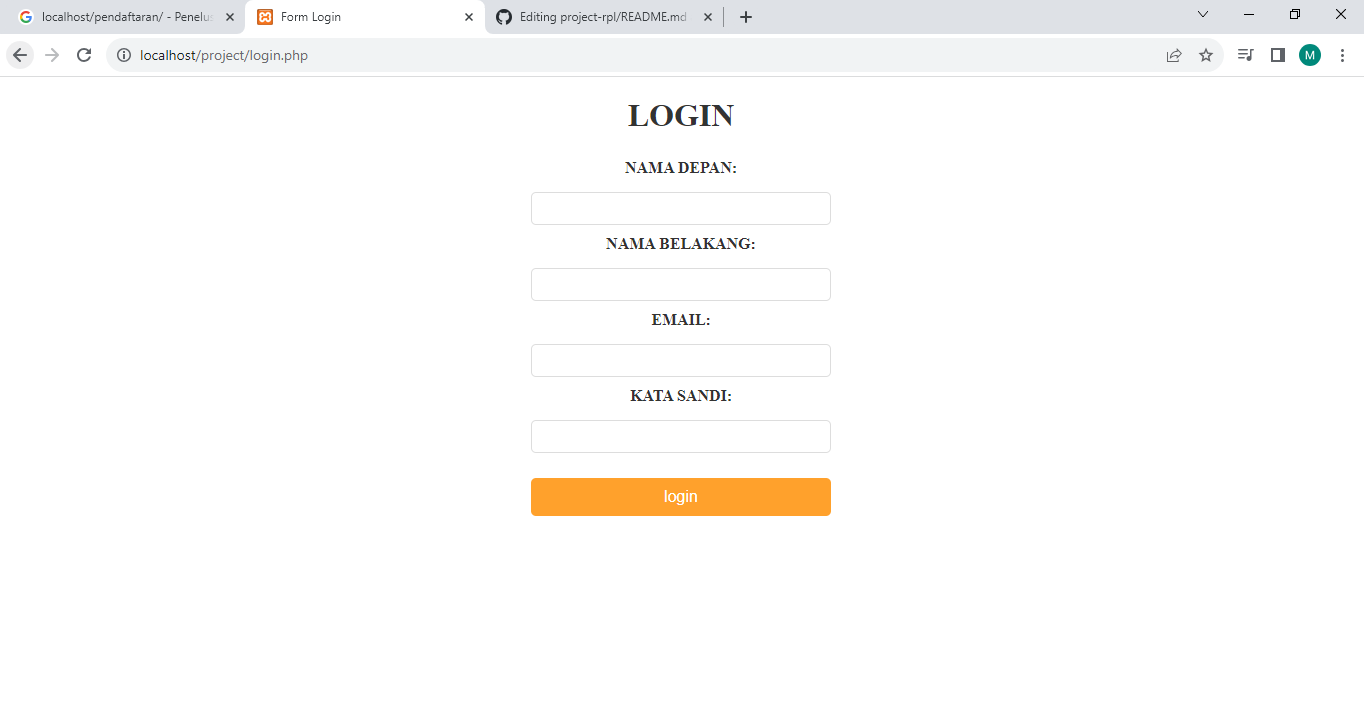 localhost/pendaftaran/ - Penelus
Form Login
Editing project-rpl/README.md
localhost/project/login.php
M
LOGIN
NAMA DEPAN:
NAMA BELAKANG:
EMAIL:
KATA SANDI:
login